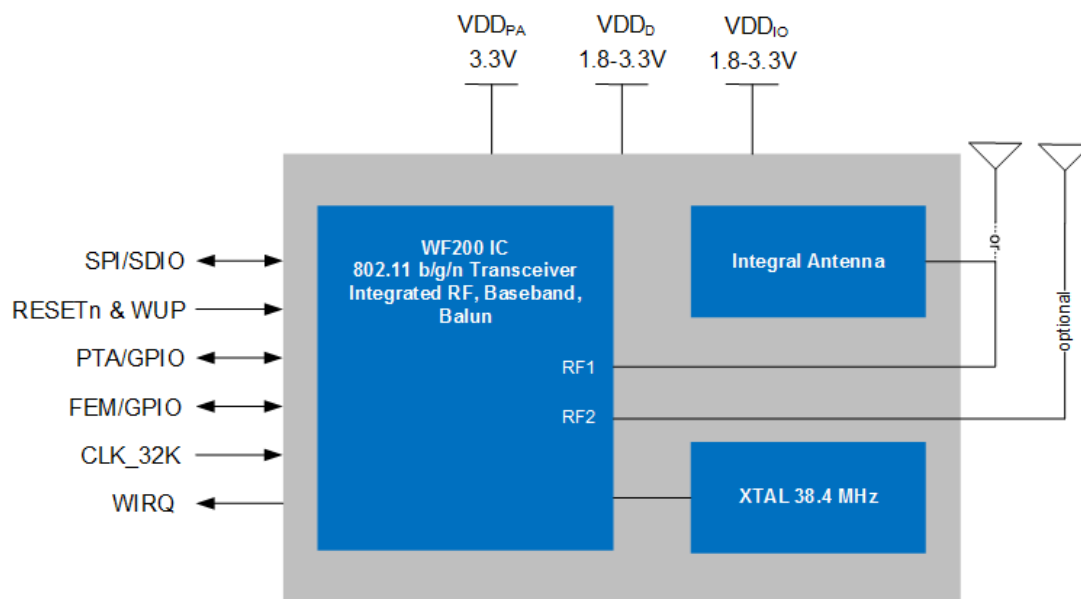 VDDPA
3.3V
VDDD
1.8-3.3V
VDDIO
1.8-3.3V
SPI/SDIO
RESETn & WUP
PTA/GPIO
FEM/GPIO
CLK_32K
WIRQ
WF200 IC
802.11 b/g/n Transceiver
Integrated RF, Baseband,
Balun
RF1
RF2
Integral Antenna
XTAL 38.4 MHz
or
optional